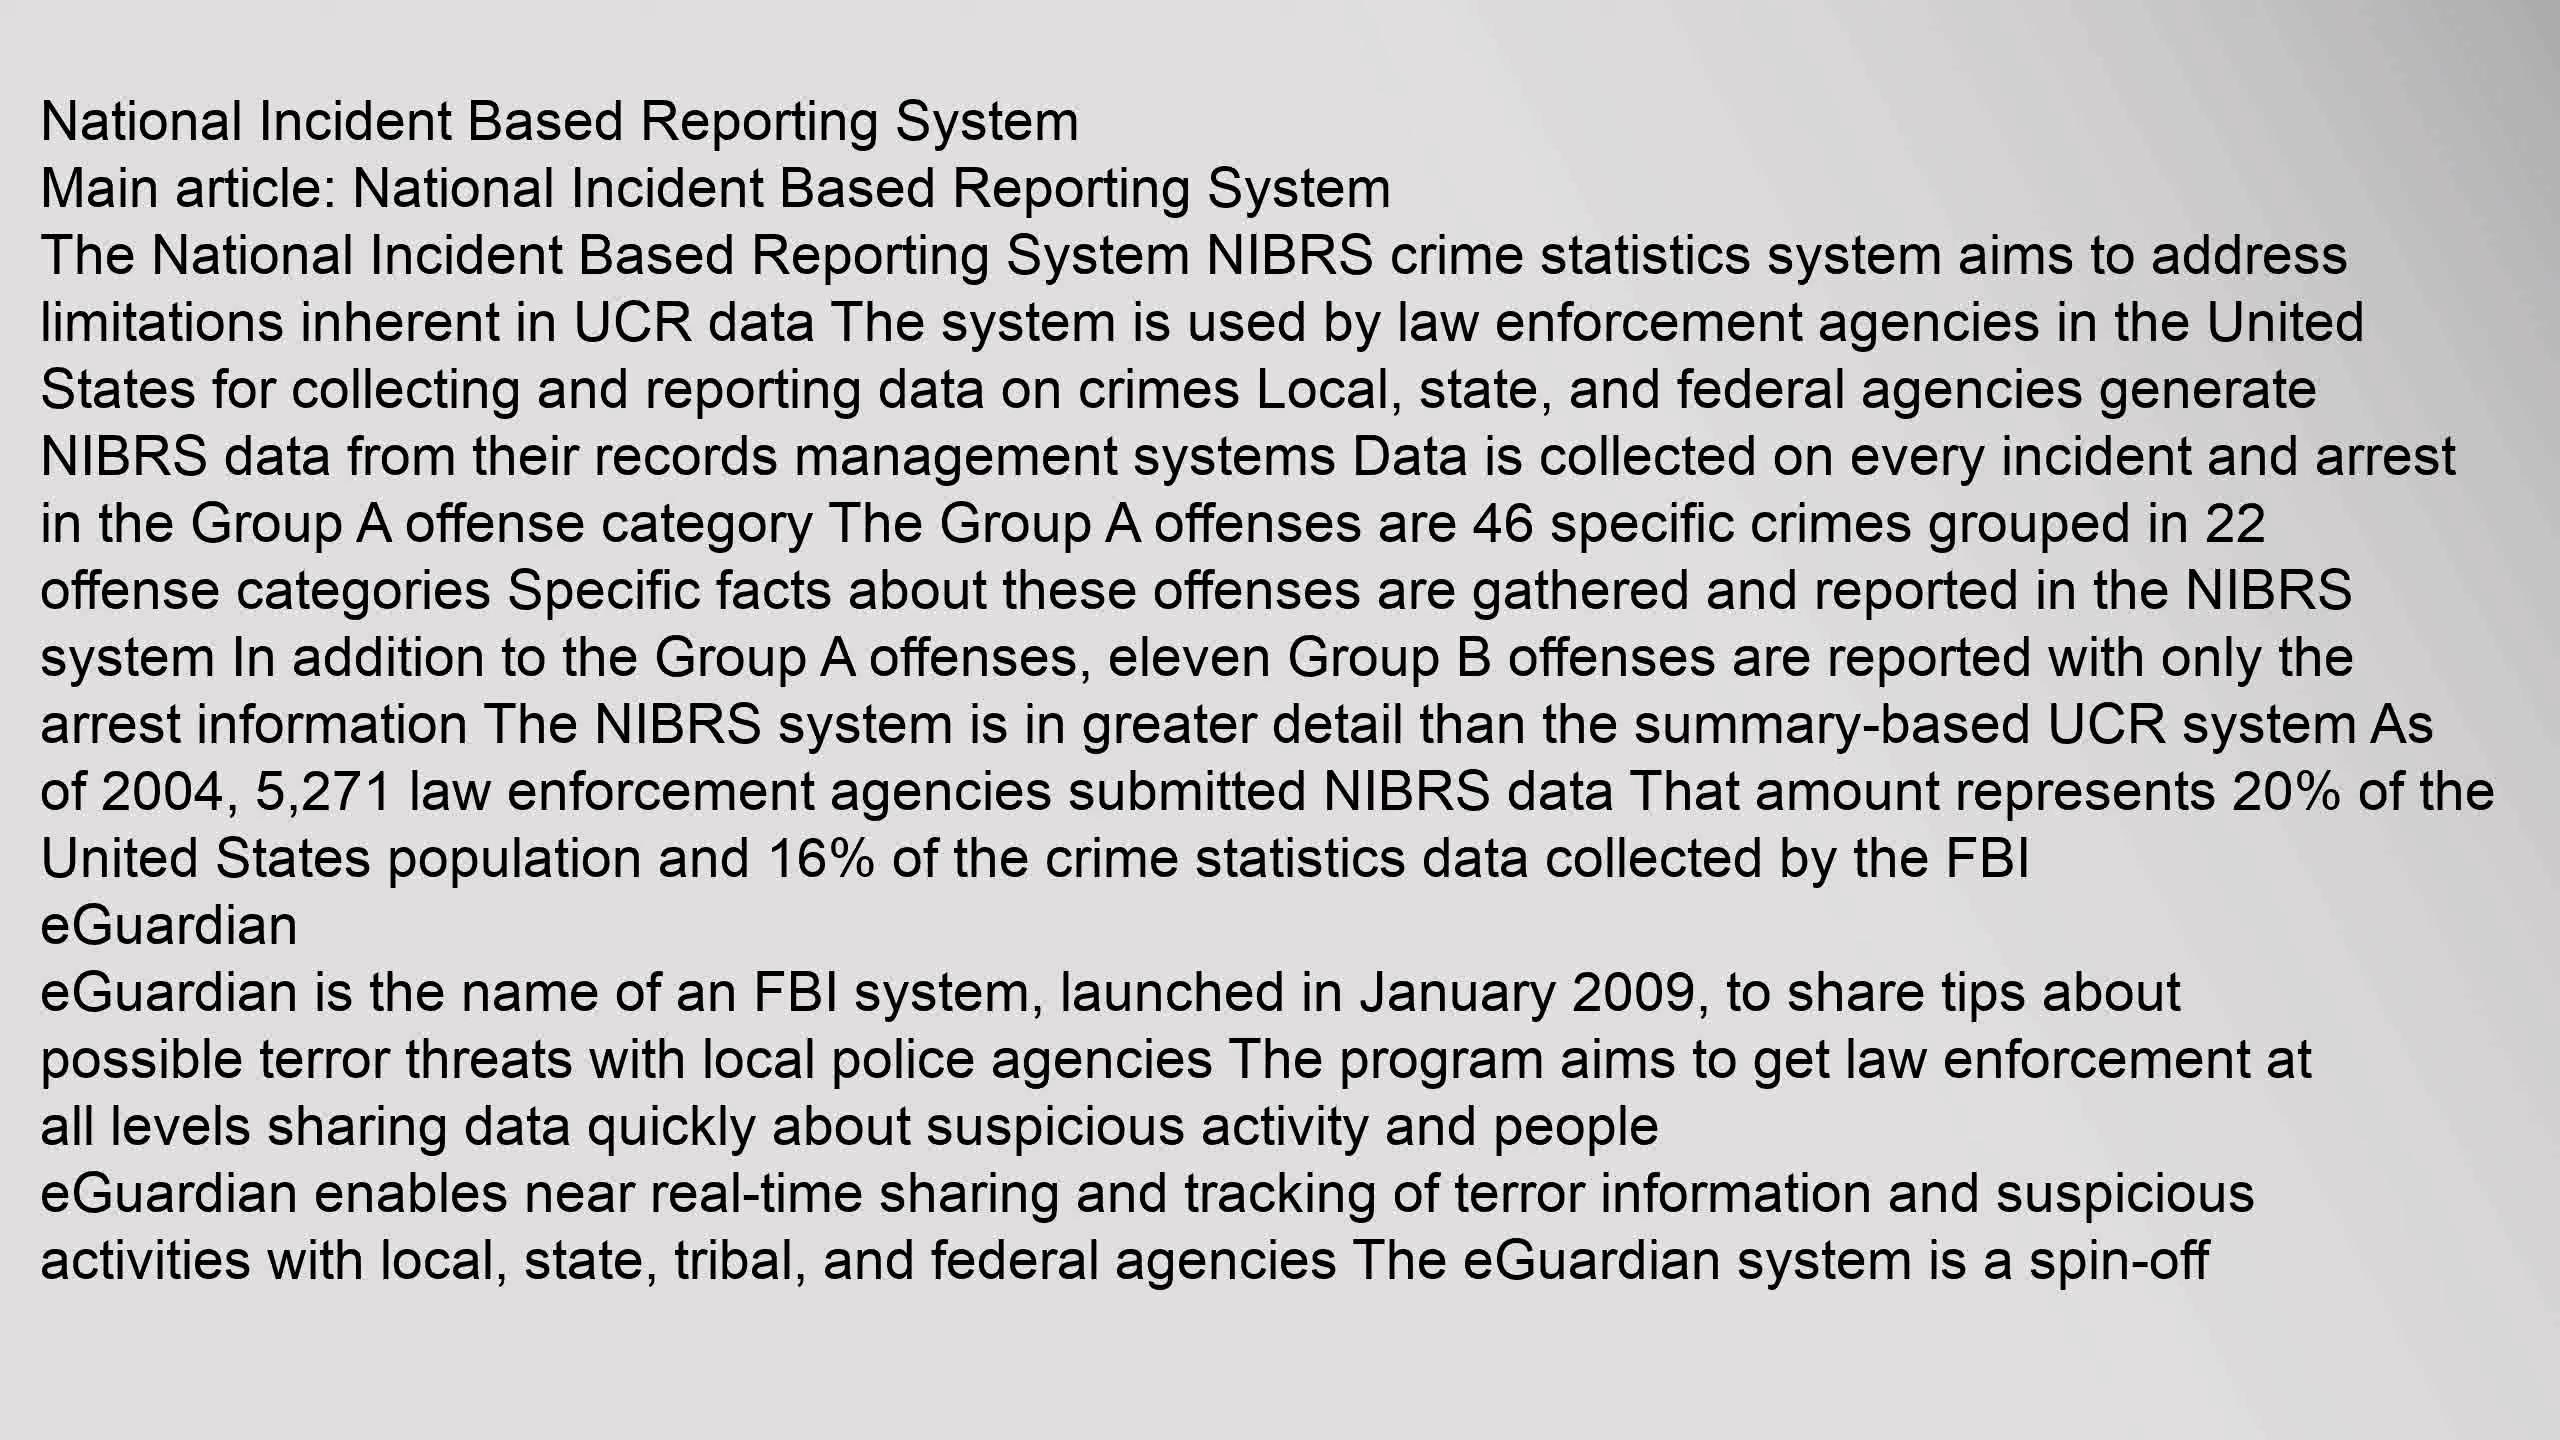 National Incident Based Reporting System
Main article: National Incident Based Reporting System
The National Incident Based Reporting System NIBRS crime statistics system aims to address
limitations inherent in UCR data The system is used by law enforcement agencies in the United
States for collecting and reporting data on crimes Local, state, and federal agencies generate
NIBRS data from their records management systems Data is collected on every incident and arrest
in the Group A offense category The Group A offenses are 46 specific crimes grouped in 22
offense categories Specific facts about these offenses are gathered and reported in the NIBRS
system In addition to the Group A offenses, eleven Group B offenses are reported with only the
arrest information The NIBRS system is in greater detail than the summary-based UCR system As
of 2004, 5,271 law enforcement agencies submitted NIBRS data That amount represents 20% of the
United States population and 16% of the crime statistics data collected by the FBI
eGuardian
eGuardian is the name of an FBI system, launched in January 2009, to share tips about
possible terror threats with local police agencies The program aims to get law enforcement at
all levels sharing data quickly about suspicious activity and people
eGuardian enables near real-time sharing and tracking of terror information and suspicious
activities with local, state, tribal, and federal agencies The eGuardian system is a spin-off